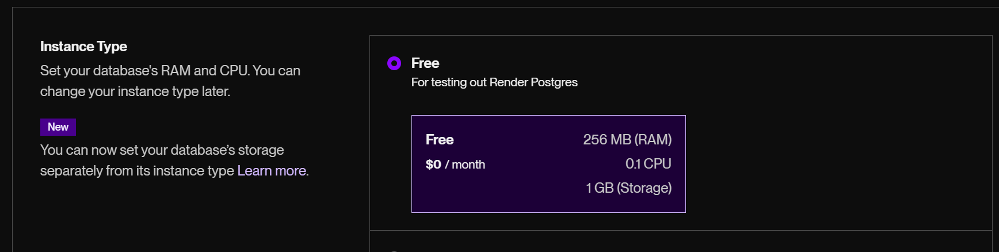 Instance Type
Set your database's RAM and CPU. You can
change your instance type later.
New
You can now set your database’s storage
separately from its instance type Learn more.
Free
For testing out Render Postgres
Free
256 MB (RAM)
$0 / month
0.1 CPU
1 GB (Storage)